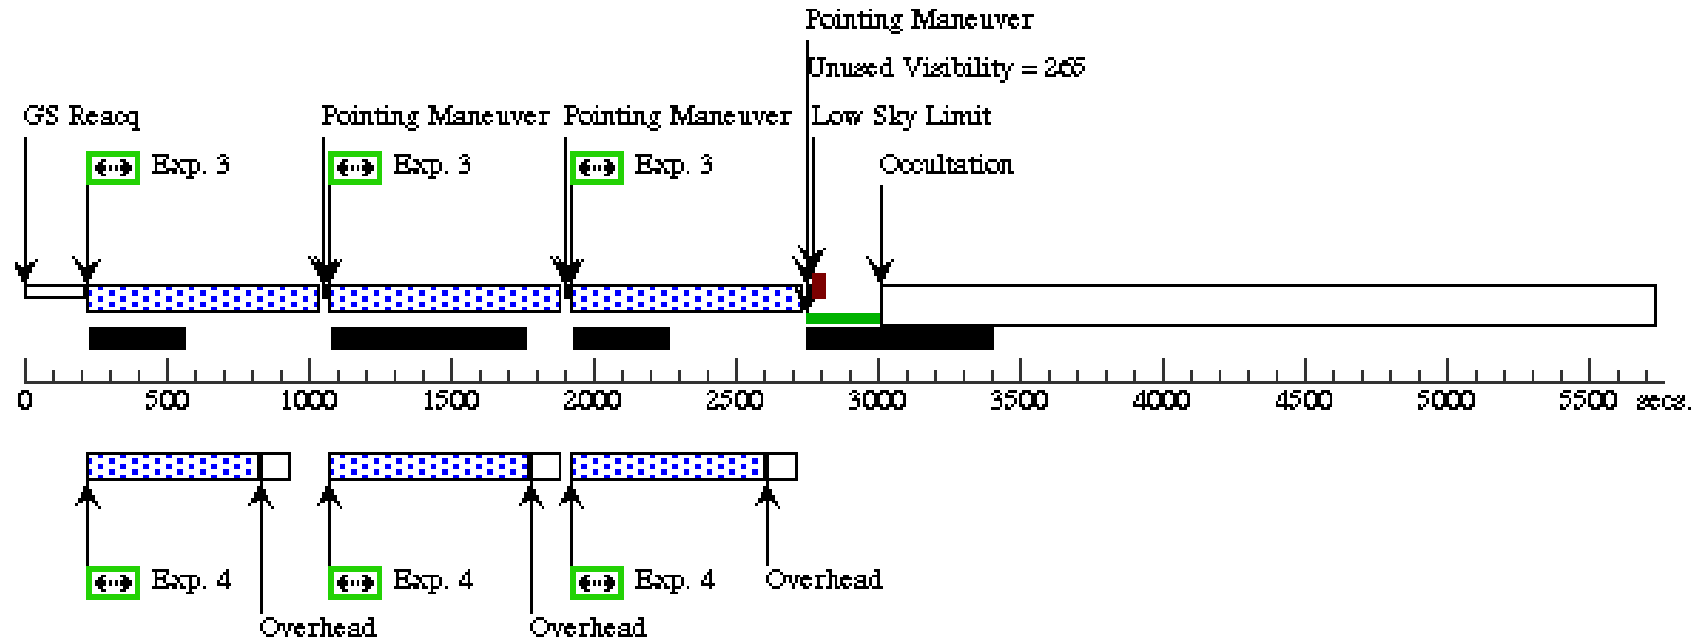 Pointing Maneuver
Unused Visibility = 265
GS Reacq
Pointing Maneuver
Pointing Maneuver
Low Sky Limit
Exp. 3
Exp. 3
Exp. 3
Occultation
0 500 1000 1500 2000 2500 3000 3500 4000 4500 5000 5500 secs.
Exp. 4
Exp. 4
Exp. 4
Overhead
Overhead
Overhead